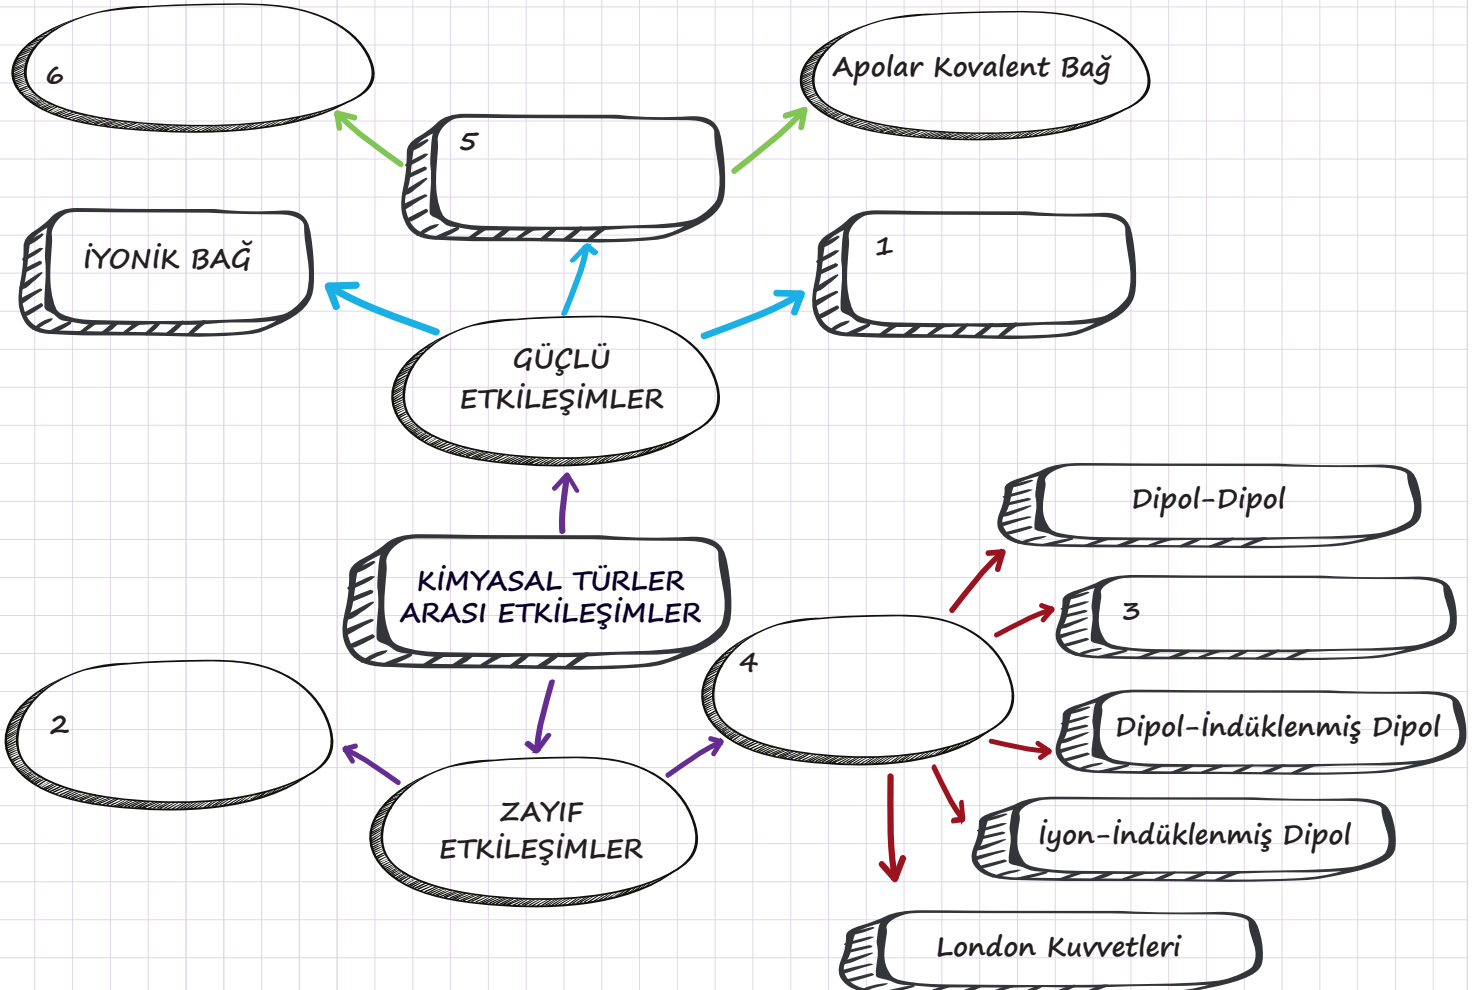 6
Apolar Kovalent Bağ
5
İYONİK BAĞ
1
GÜÇLÜ
ETKİLEŞİMLER
Dipol-Dipol
KİMYASAL TÜRLER
ARASI ETKİLEŞİMLER
3
4
2
Dipol-İndüklenmiş Dipol
ZAYIF
ETKİLEŞİMLER
İyon-İndüklenmiş Dipol
London Kuvvetleri